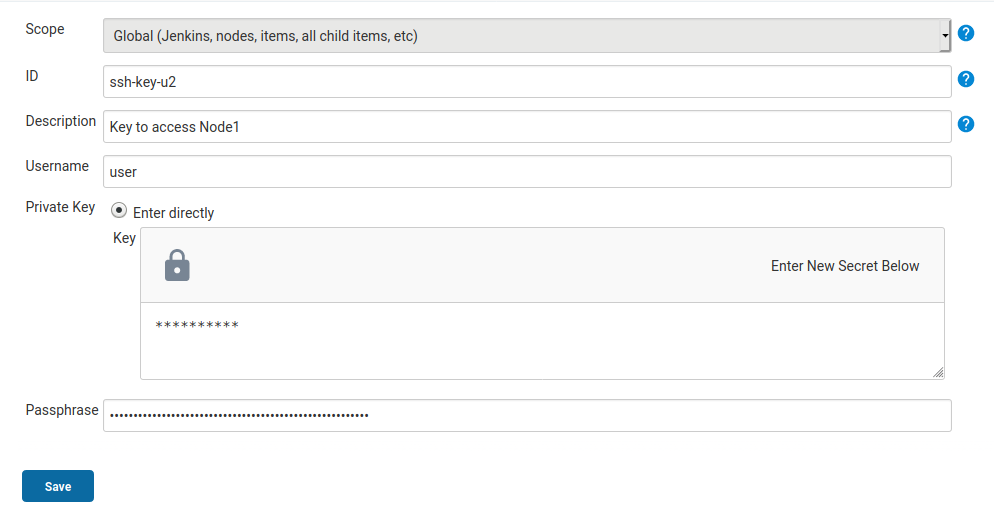 Scope Global (Jenkins, nodes, items, all child items, etc) ?
ID ssh-key-u2 ?
Description Key to access Node1 ?
Username user
Private Key Enter directly
Key Enter New Secret Below
**********
Passphrase ••••••••••••••••••••••••••••••••••••••••••••••••••••••
Save